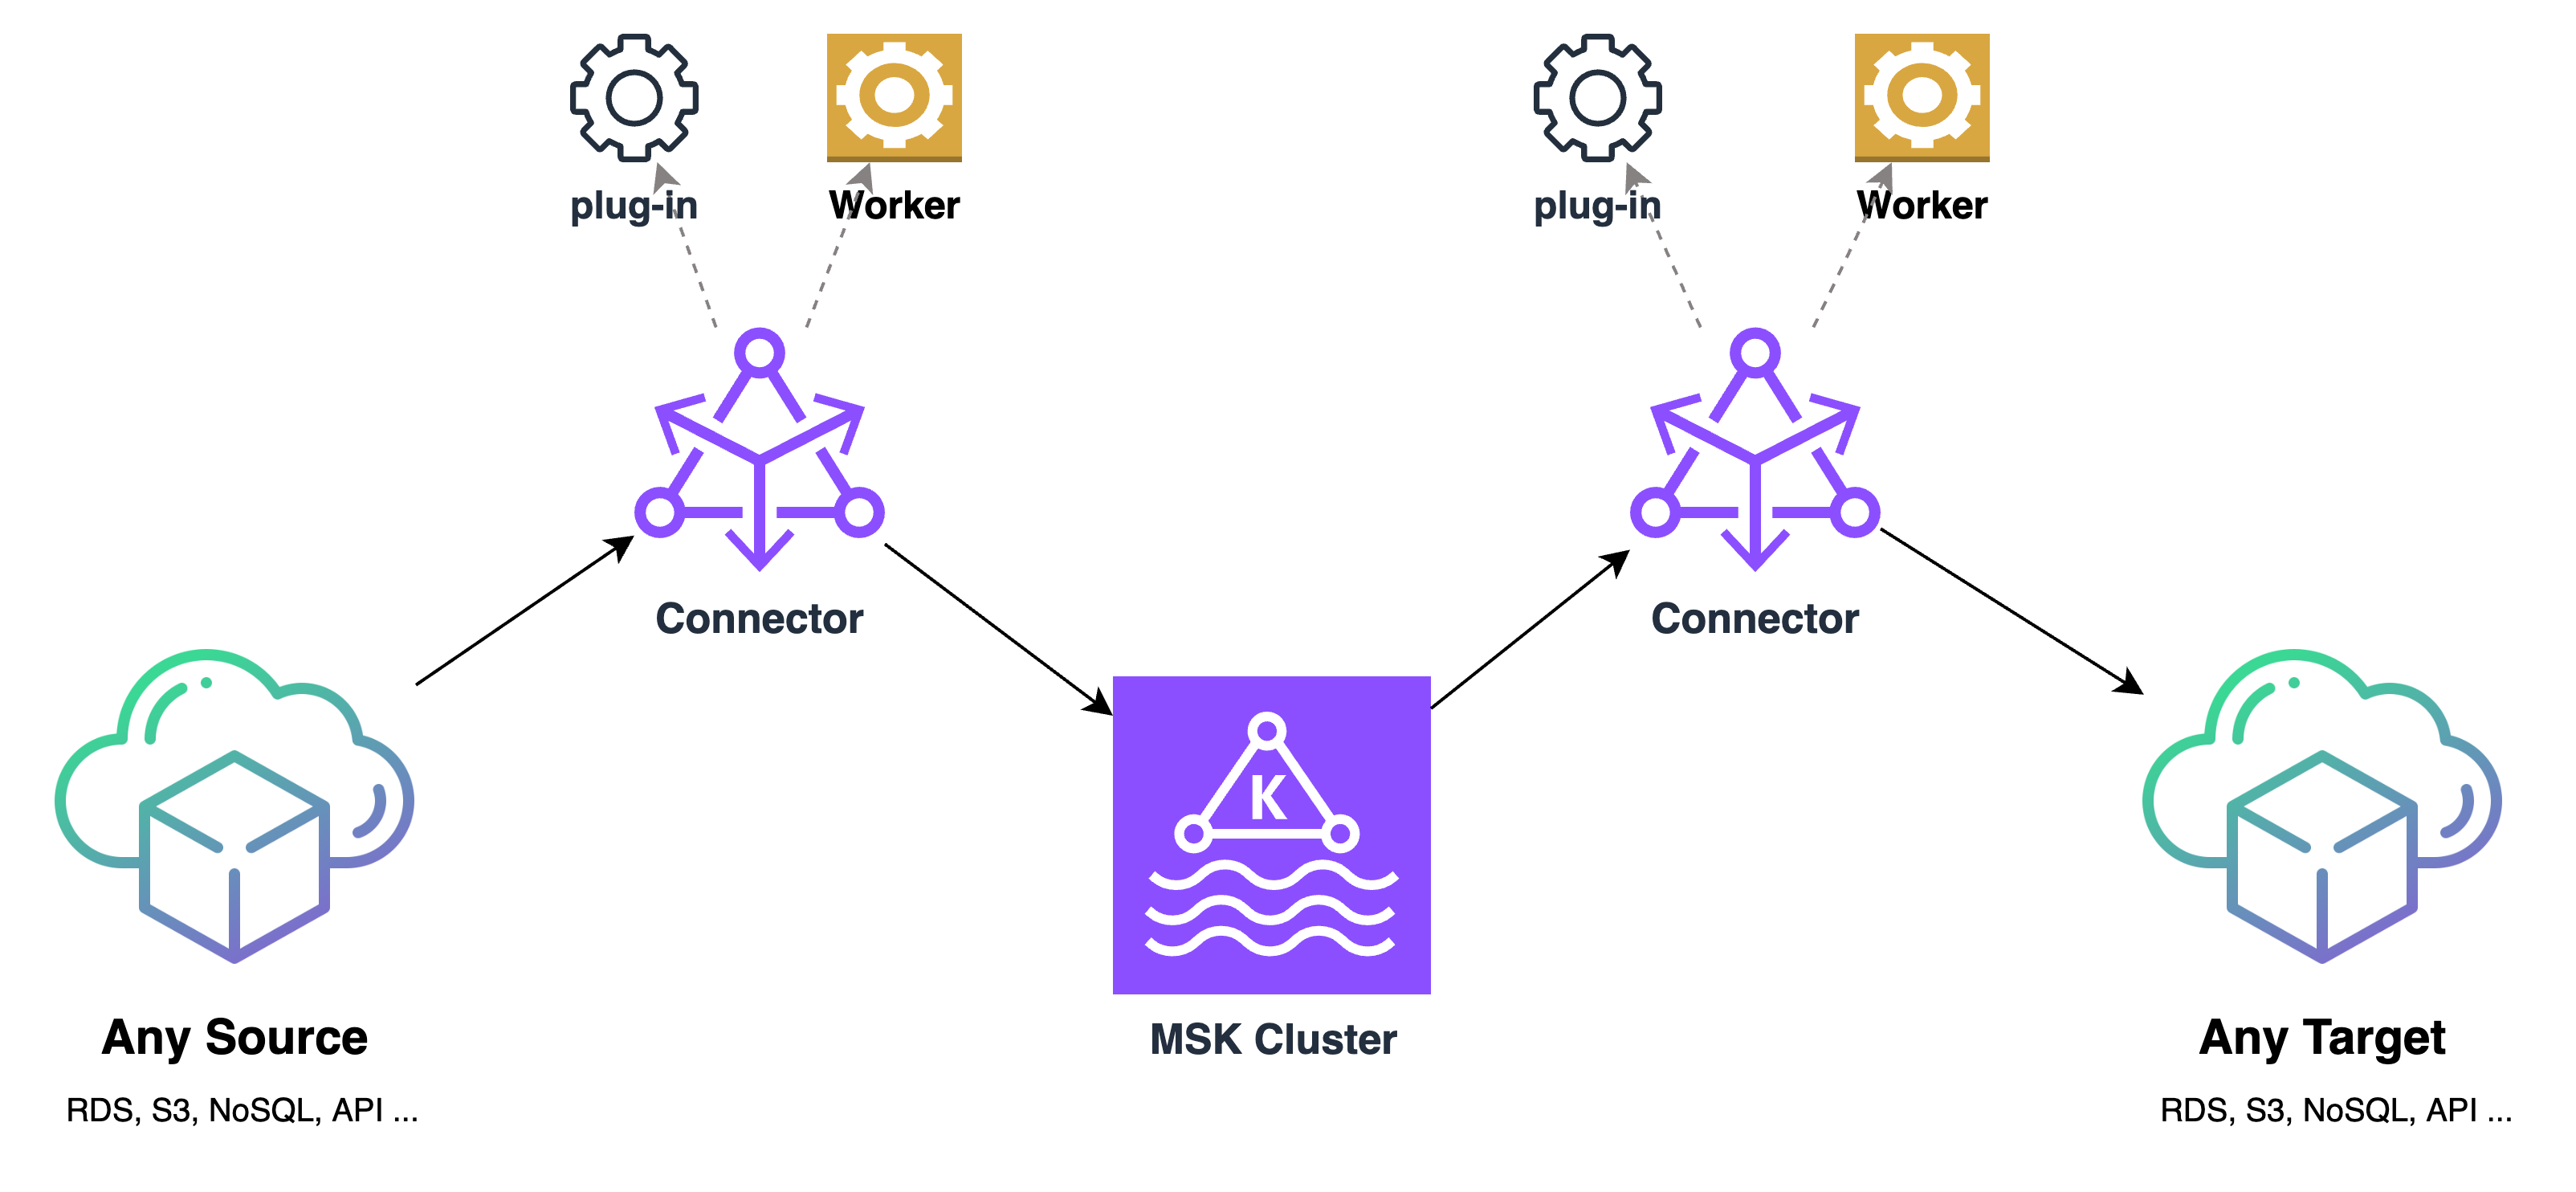 plug-in
Worker
plug-in
Worker
Connector
Connector
K
MSK Cluster
Any Source
RDS, S3, NoSQL, API ...
Any Target
RDS, S3, NoSQL, API ...